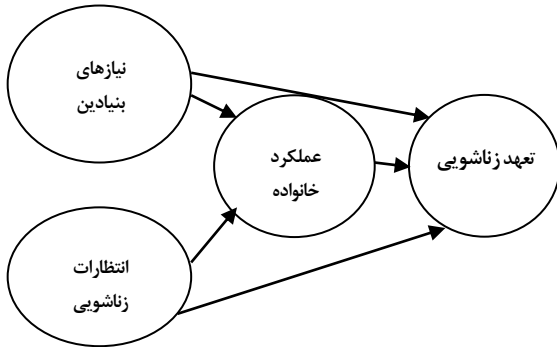 نیازهای
بنیادین
عملکرد
خانواده
تعهد زناشویی
انتظارات
زناشویی